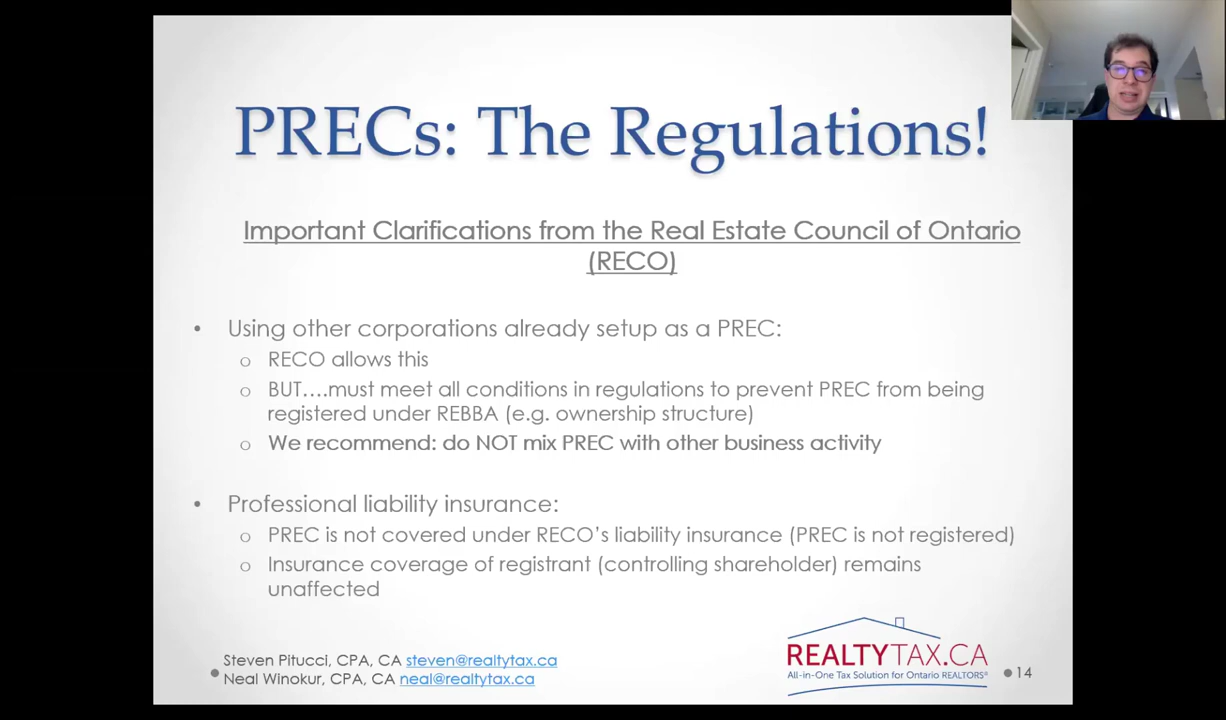 PRECs: The Regulations!
Important Clarifications from the Real Estate Council of Ontario
(RECO)
• Using other corporations already setup as a PREC:
o RECO allows this
o BUT….must meet all conditions in regulations to prevent PREC from being
registered under REBBA (e.g. ownership structure)
o We recommend: do NOT mix PREC with other business activity
• Professional liability insurance:
o PREC is not covered under RECO's liability insurance (PREC is not registered)
o Insurance coverage of registrant (controlling shareholder) remains
unaffected
Steven Pitucci, CPA, CA steven@realtytax.ca
• Neal Winokur, CPA, CA neal@realtytax.ca
REALTYTAX.CA
All-in-One Tax Solution for Ontario REALTORS®
• 14